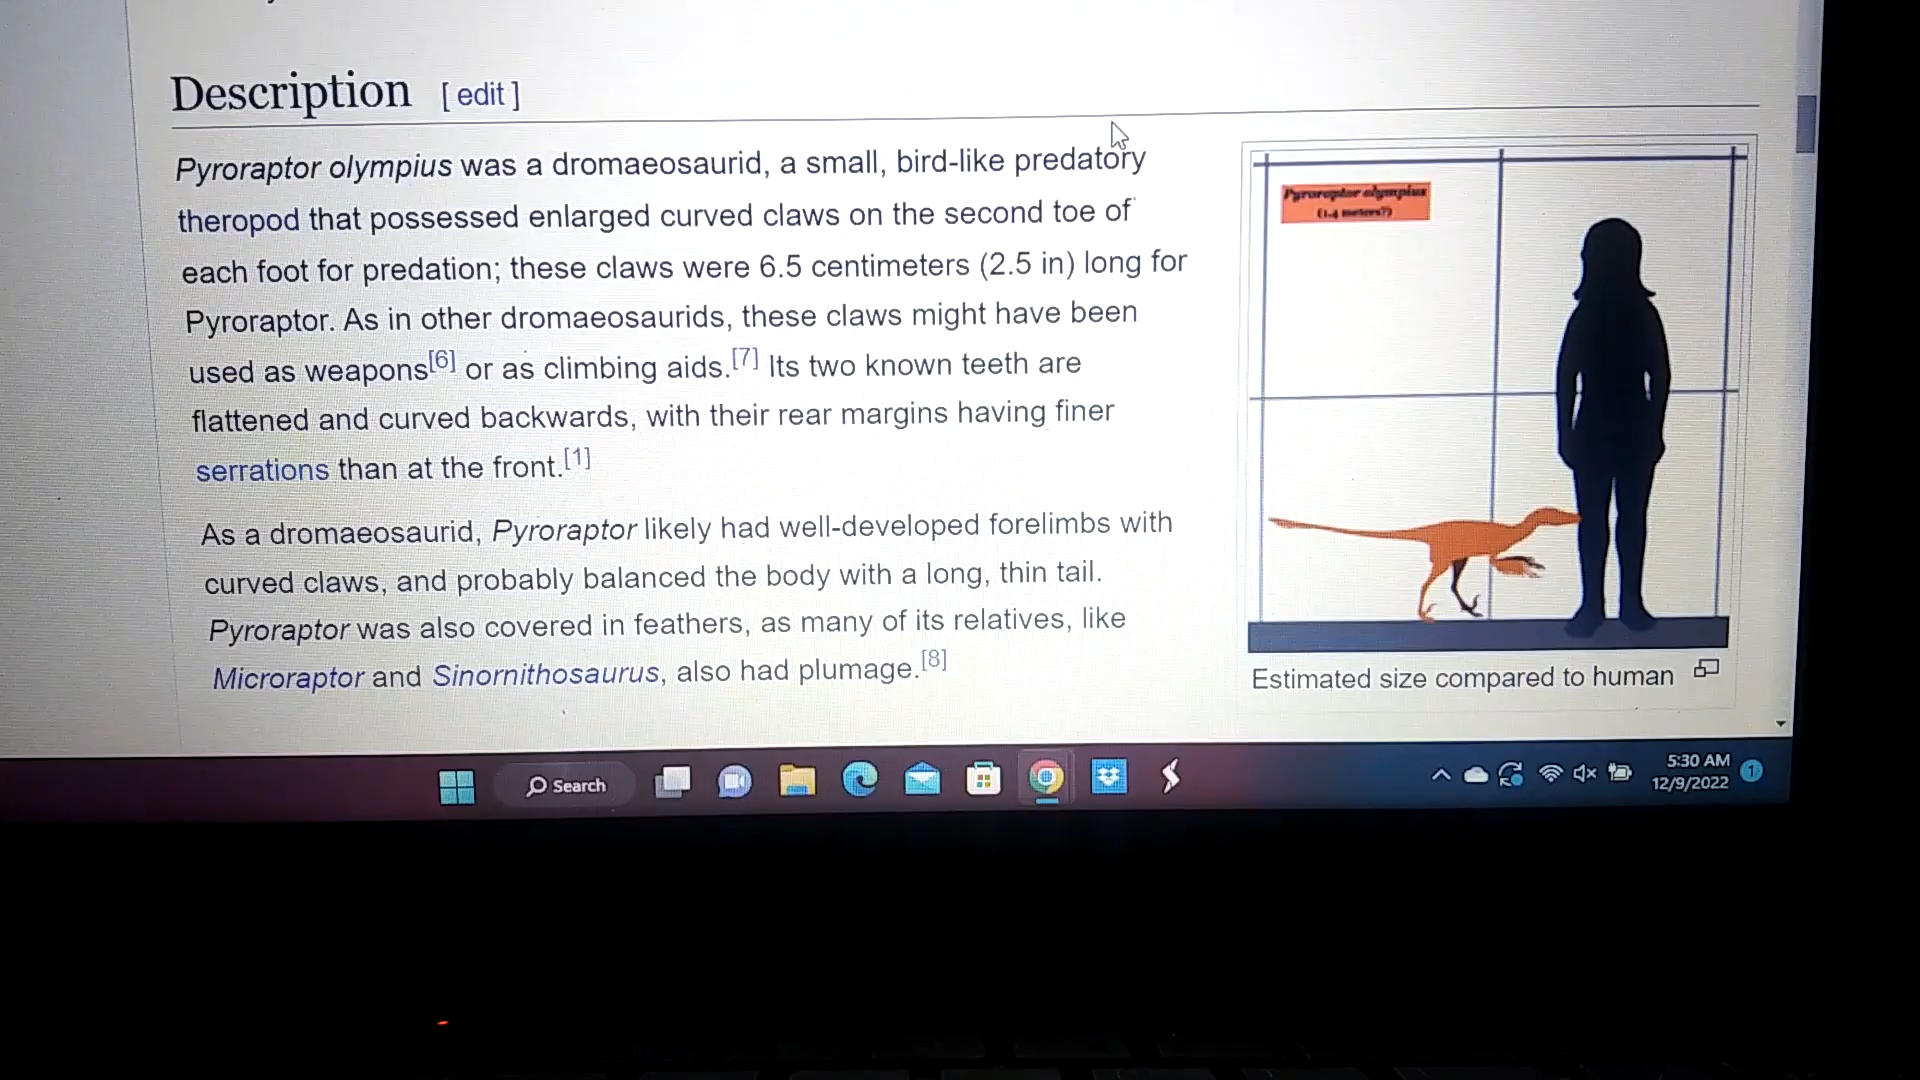 Description [ edit ]
Pyroraptor olympius was a dromaeosaurid, a small, bird-like predatory
theropod that possessed enlarged curved claws on the second toe of
each foot for predation; these claws were 6.5 centimeters (2.5 in) long for
Pyroraptor. As in other dromaeosaurids, these claws might have been
used as weapons[6] or as climbing aids.[7] Its two known teeth are
flattened and curved backwards, with their rear margins having finer
serrations than at the front.[1]
As a dromaeosaurid, Pyroraptor likely had well-developed forelimbs with
curved claws, and probably balanced the body with a long, thin tail.
Pyroraptor was also covered in feathers, as many of its relatives, like
Microraptor and Sinornithosaurus, also had plumage.[8]
Pyroraptor olympius
(1.4 meters?)
Estimated size compared to human
Search
5:30 AM
12/9/2022
1